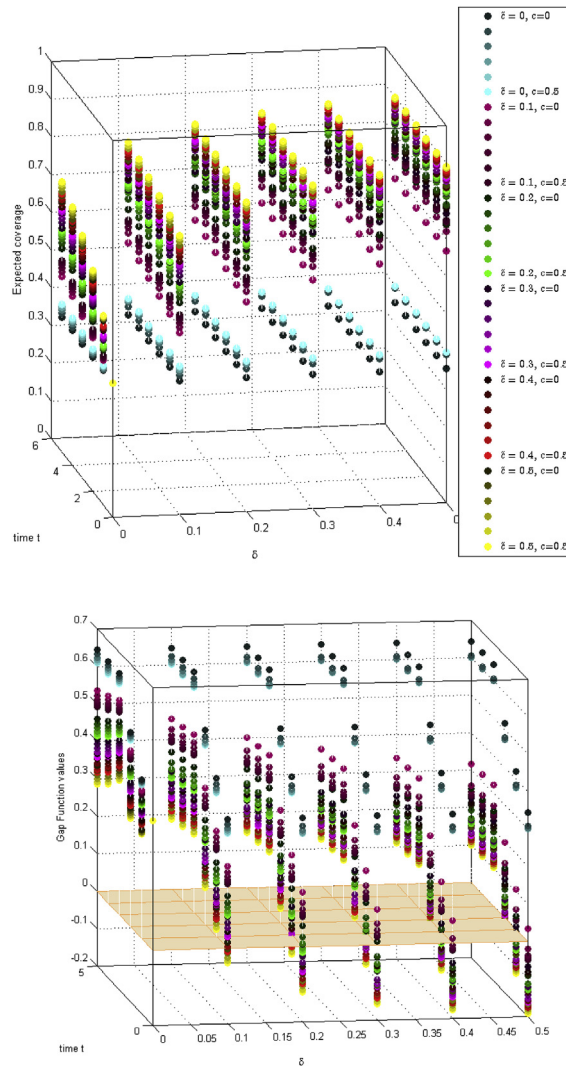 1
0.9
0.8
0.7
0.6
0.5
0.4
0.3
0.2
0.1
0
Expected coverage
6
4
2
0
time t
0
0.1
0.2
0.3
0.4
0
δ
c̄ = 0, c=0
c̄ = 0, c=0.5
c̄ = 0.1, c=0
c̄ = 0.1, c=0.5
c̄ = 0.2, c=0
c̄ = 0.2, c=0.5
c̄ = 0.3, c=0
c̄ = 0.3, c=0.5
c̄ = 0.4, c=0
c̄ = 0.4, c=0.5
c̄ = 0.5, c=0
c̄ = 0.5, c=0.5
0.7
0.6
0.5
0.4
0.3
0.2
0.1
0
-0.1
-0.2
Gap Function values
5
0
time t
0
0.05
0.1
0.15
0.2
0.25
0.3
0.35
0.4
0.45
0.5
δ